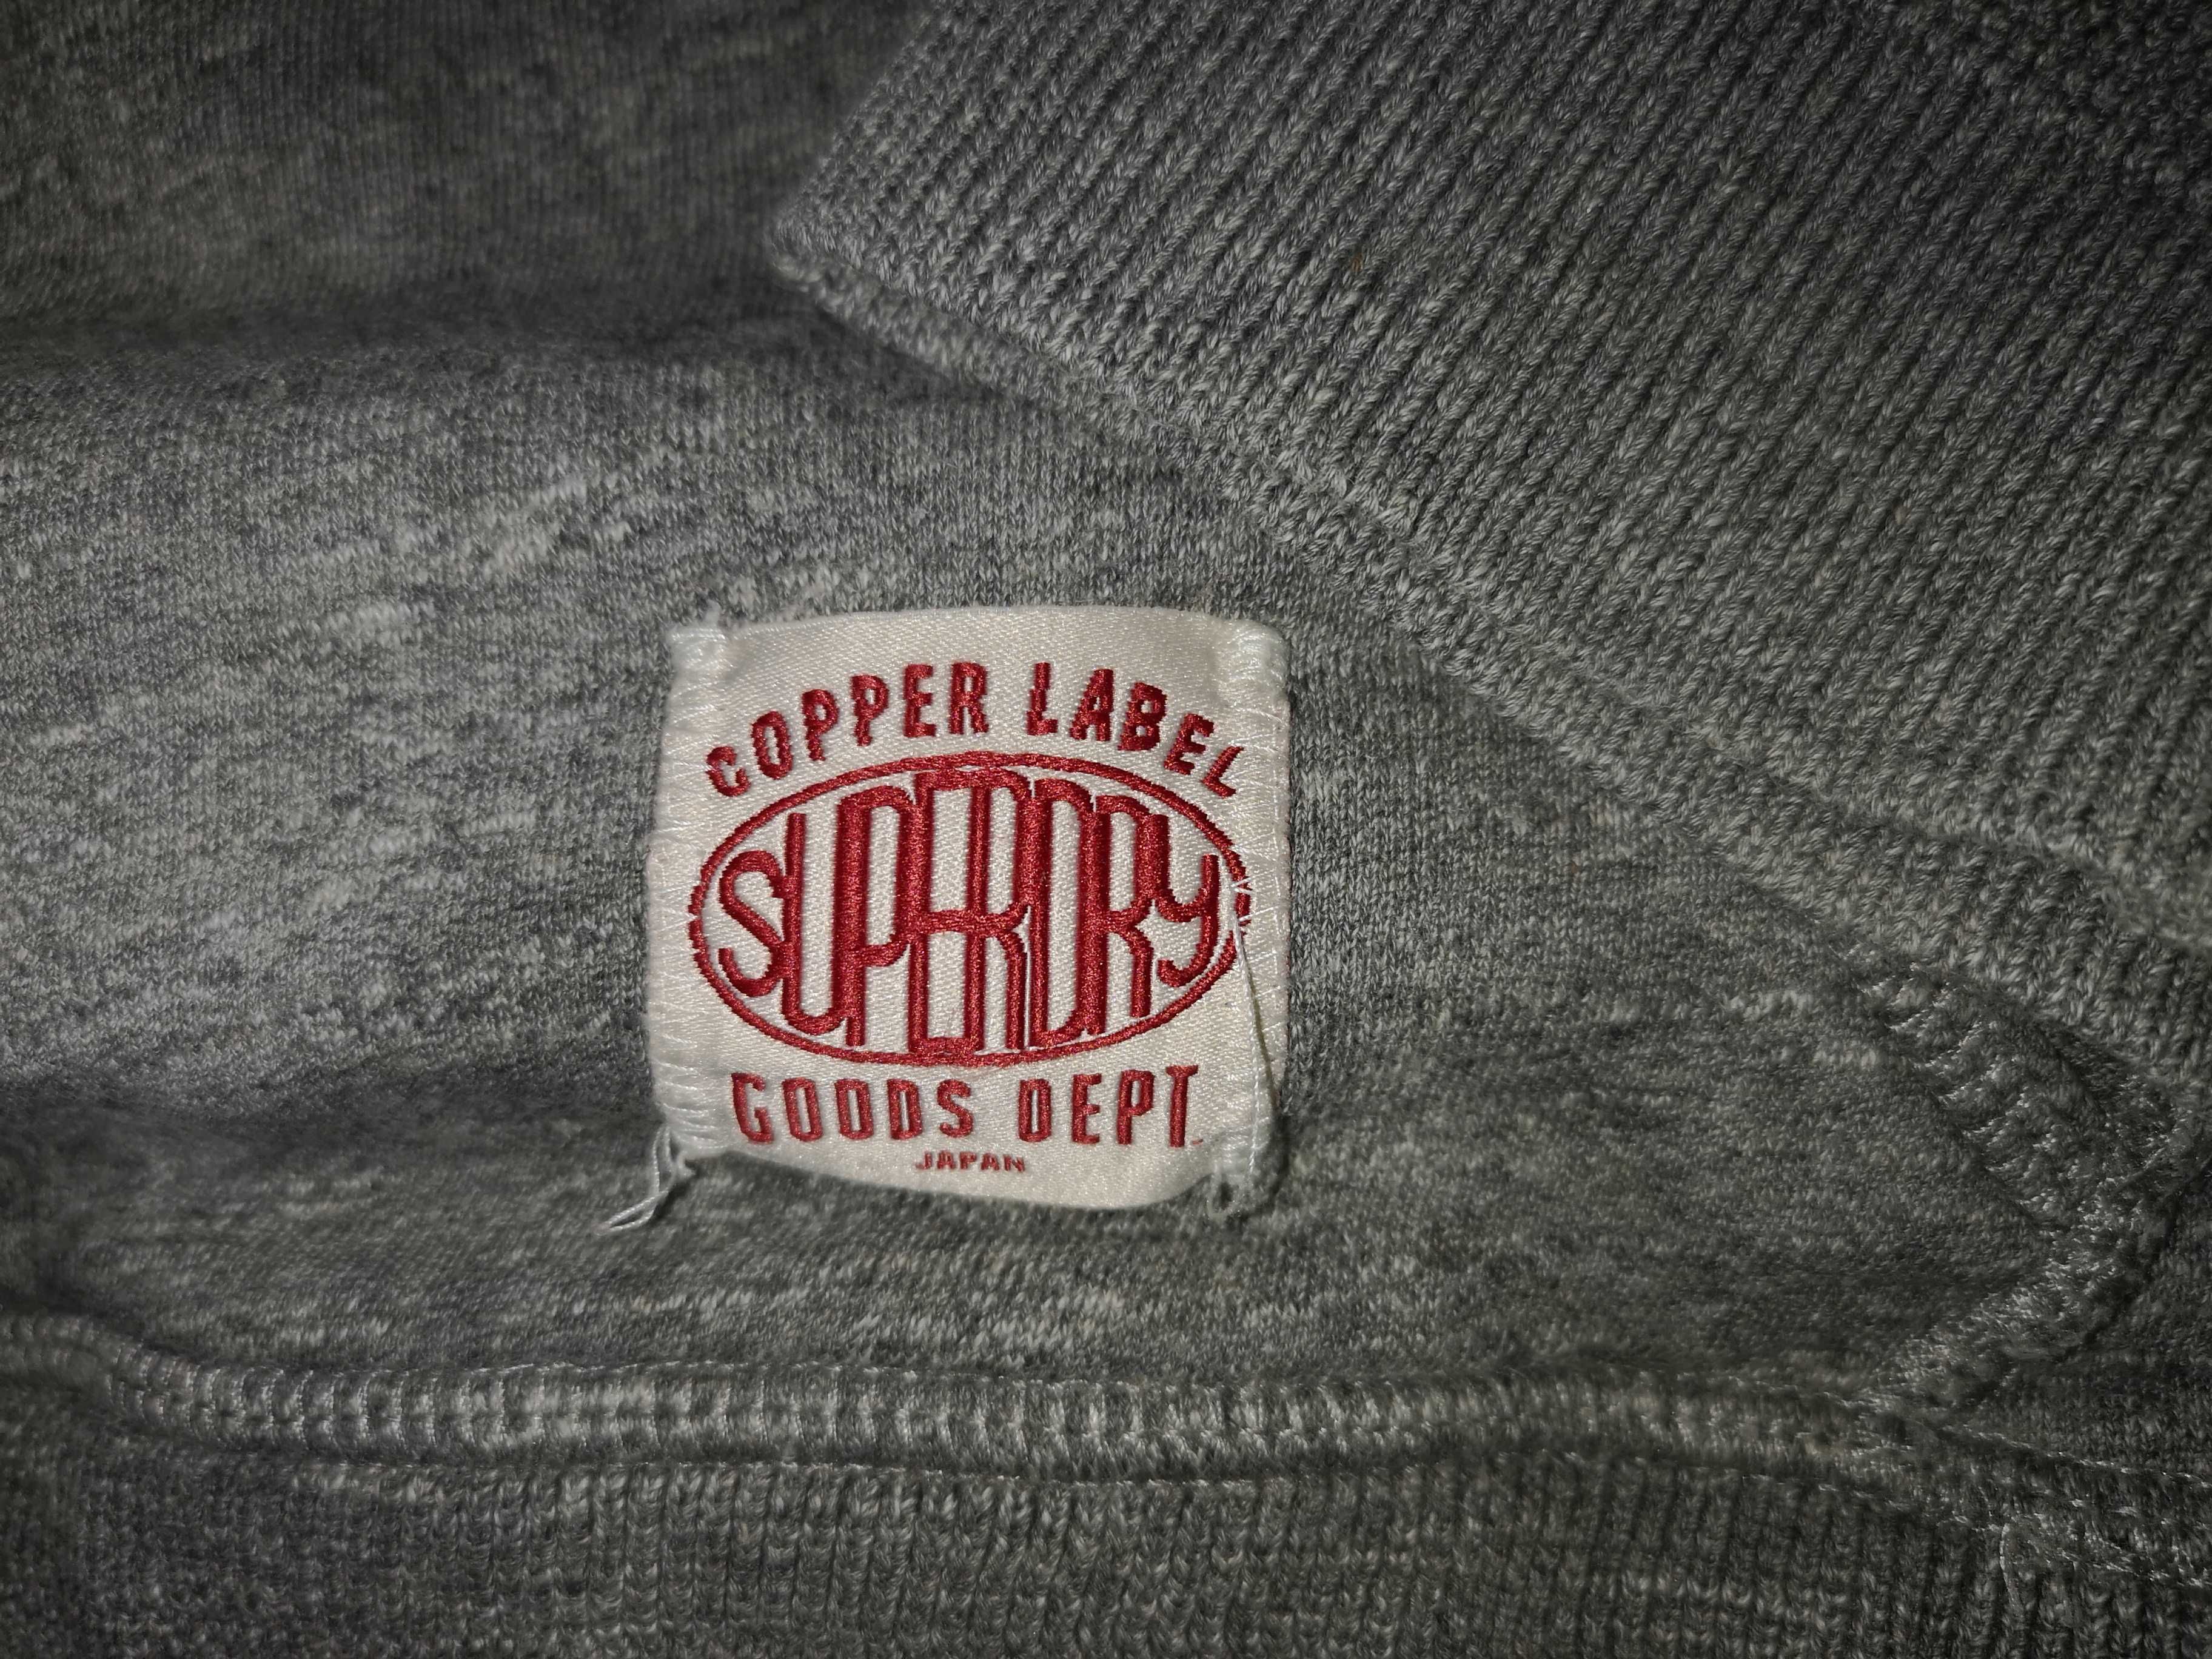 COPPER LABEL
SUPERDRY
GOODS DEPT.
JAPAN